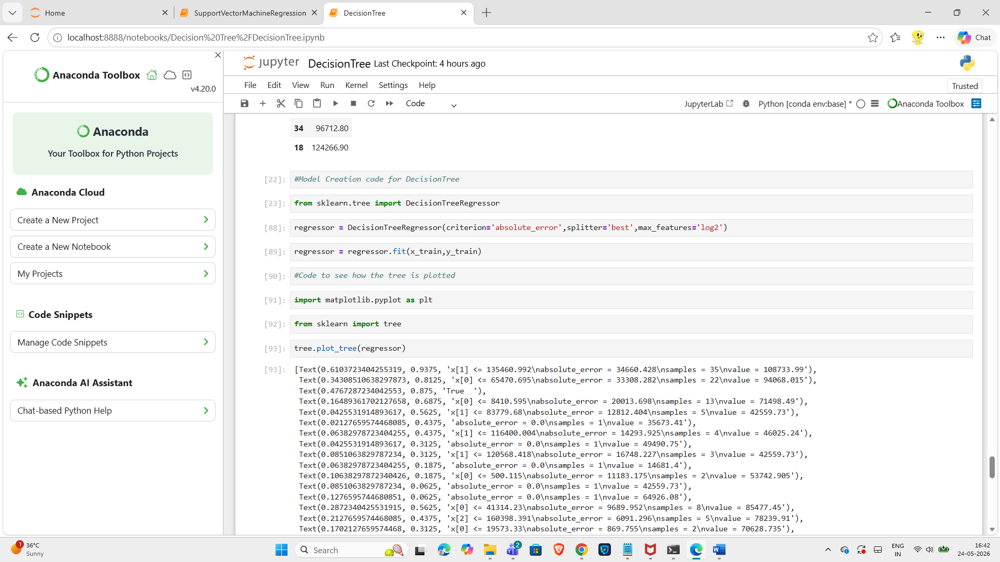 Home
SupportVectorMachineRegression
DecisionTree
localhost:8888/notebooks/Decision%20Tree%2FDecisionTree.ipynb
Chat
Anaconda Toolbox
v4.20.0
Anaconda
Your Toolbox for Python Projects
Anaconda Cloud
Create a New Project
Create a New Notebook
My Projects
Code Snippets
Manage Code Snippets
Anaconda AI Assistant
Chat-based Python Help
jupyter DecisionTree Last Checkpoint: 4 hours ago
File Edit View Run Kernel Settings Help
Trusted
Code
JupyterLab Python [conda env:base] * Anaconda Toolbox
34 96712.80
18 124266.90
[22]: #Model Creation code for DecisionTree
[23]: from sklearn.tree import DecisionTreeRegressor
[88]: regressor = DecisionTreeRegressor(criterion='absolute_error',splitter='best',max_features='log2')
[89]: regressor = regressor.fit(x_train,y_train)
[90]: #Code to see how the tree is plotted
[91]: import matplotlib.pyplot as plt
[92]: from sklearn import tree
[93]: tree.plot_tree(regressor)
[93]: [Text(0.6103723404255319, 0.9375, 'x[1] <= 135460.992\nabsolute_error = 34660.428\nsamples = 35\nvalue = 108733.99'),
Text(0.34308510638297873, 0.8125, 'x[0] <= 65470.695\nabsolute_error = 33308.282\nsamples = 22\nvalue = 94068.015'),
Text(0.4767287234042553, 0.875, 'True  '),
Text(0.16489361702127658, 0.6875, 'x[0] <= 8410.595\nabsolute_error = 20013.698\nsamples = 13\nvalue = 71498.49'),
Text(0.0425531914893617, 0.5625, 'x[1] <= 83779.68\nabsolute_error = 12812.404\nsamples = 5\nvalue = 42559.73'),
Text(0.02127659574468085, 0.4375, 'absolute_error = 0.0\nsamples = 1\nvalue = 35673.41'),
Text(0.06382978723404255, 0.4375, 'x[1] <= 116400.004\nabsolute_error = 14293.925\nsamples = 4\nvalue = 46025.24'),
Text(0.0425531914893617, 0.3125, 'absolute_error = 0.0\nsamples = 1\nvalue = 49490.75'),
Text(0.0851063829787234, 0.3125, 'x[1] <= 120568.418\nabsolute_error = 16748.227\nsamples = 3\nvalue = 42559.73'),
Text(0.06382978723404255, 0.1875, 'absolute_error = 0.0\nsamples = 1\nvalue = 14681.4'),
Text(0.10638297872340426, 0.1875, 'x[0] <= 500.115\nabsolute_error = 11183.175\nsamples = 2\nvalue = 53742.905'),
Text(0.0851063829787234, 0.0625, 'absolute_error = 0.0\nsamples = 1\nvalue = 42559.73'),
Text(0.1276595744680851, 0.0625, 'absolute_error = 0.0\nsamples = 1\nvalue = 64926.08'),
Text(0.2872340425531915, 0.5625, 'x[0] <= 41314.23\nabsolute_error = 9689.952\nsamples = 8\nvalue = 85477.45'),
Text(0.2127659574468085, 0.4375, 'x[2] <= 160398.391\nabsolute_error = 6091.296\nsamples = 5\nvalue = 78239.91'),
Text(0.1702127659574468, 0.3125, 'x[0] <= 19573.33\nabsolute_error = 869.755\nsamples = 2\nvalue = 70628.735'),
1
36°C
Sunny
Search
2
ENG
IN
16:42
24-05-2026